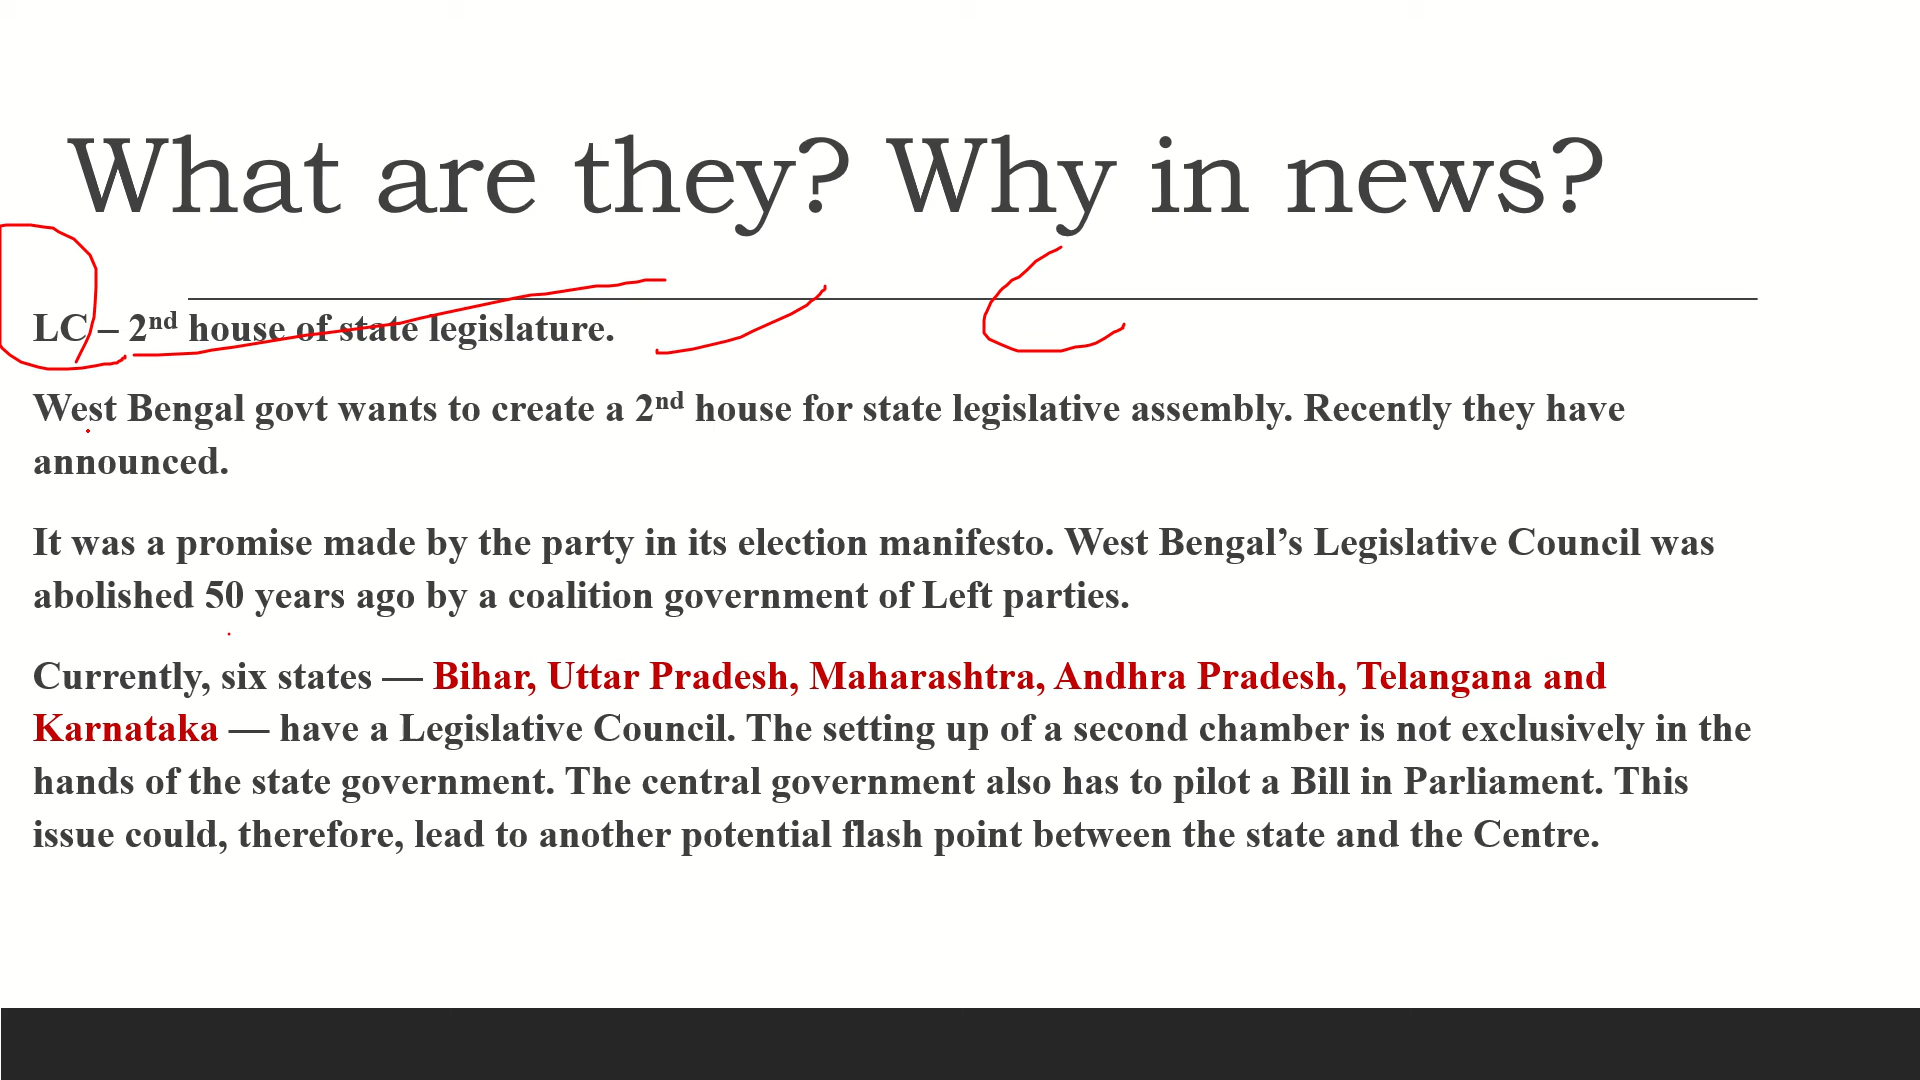 What are they? Why in news?
LC – 2nd house of state legislature.
West Bengal govt wants to create a 2nd house for state legislative assembly. Recently they have
announced.
It was a promise made by the party in its election manifesto. West Bengal’s Legislative Council was
abolished 50 years ago by a coalition government of Left parties.
Currently, six states — Bihar, Uttar Pradesh, Maharashtra, Andhra Pradesh, Telangana and
Karnataka — have a Legislative Council. The setting up of a second chamber is not exclusively in the
hands of the state government. The central government also has to pilot a Bill in Parliament. This
issue could, therefore, lead to another potential flash point between the state and the Centre.